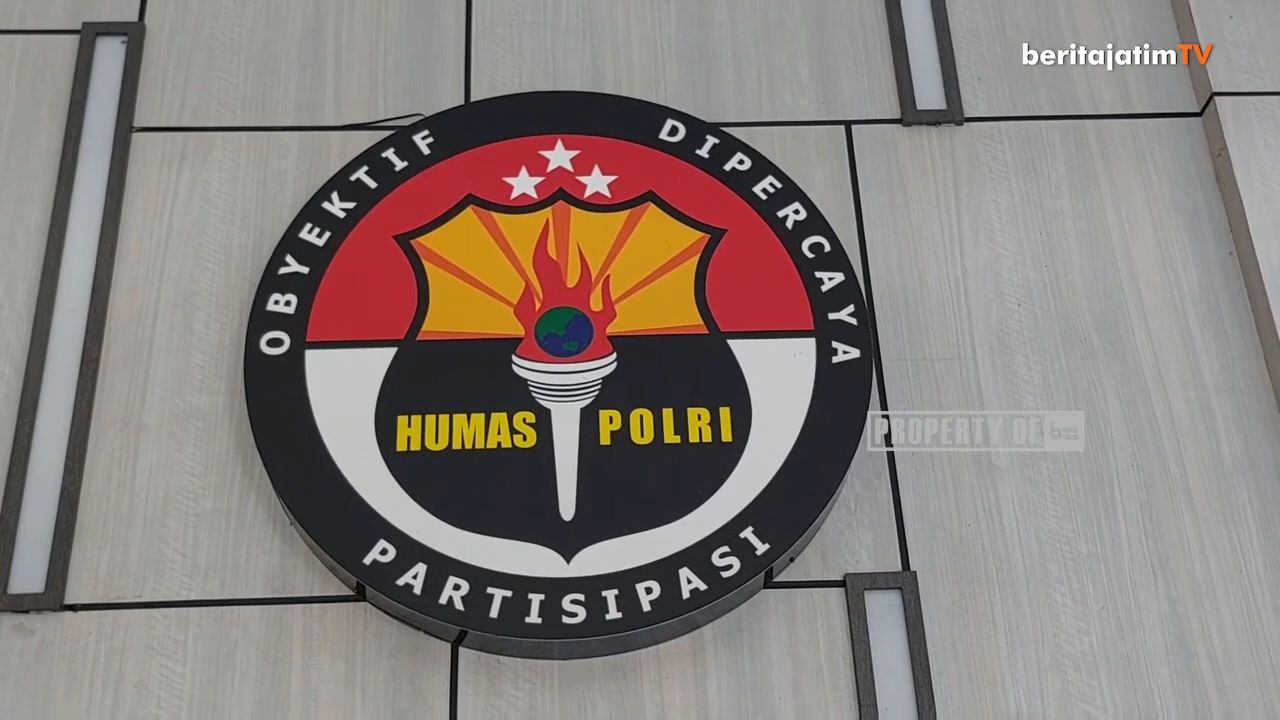 beritajatimTV
OBYEKTIF DIPERCAYA
HUMAS POLRI
PARTISIPASI
PROPERTY OF